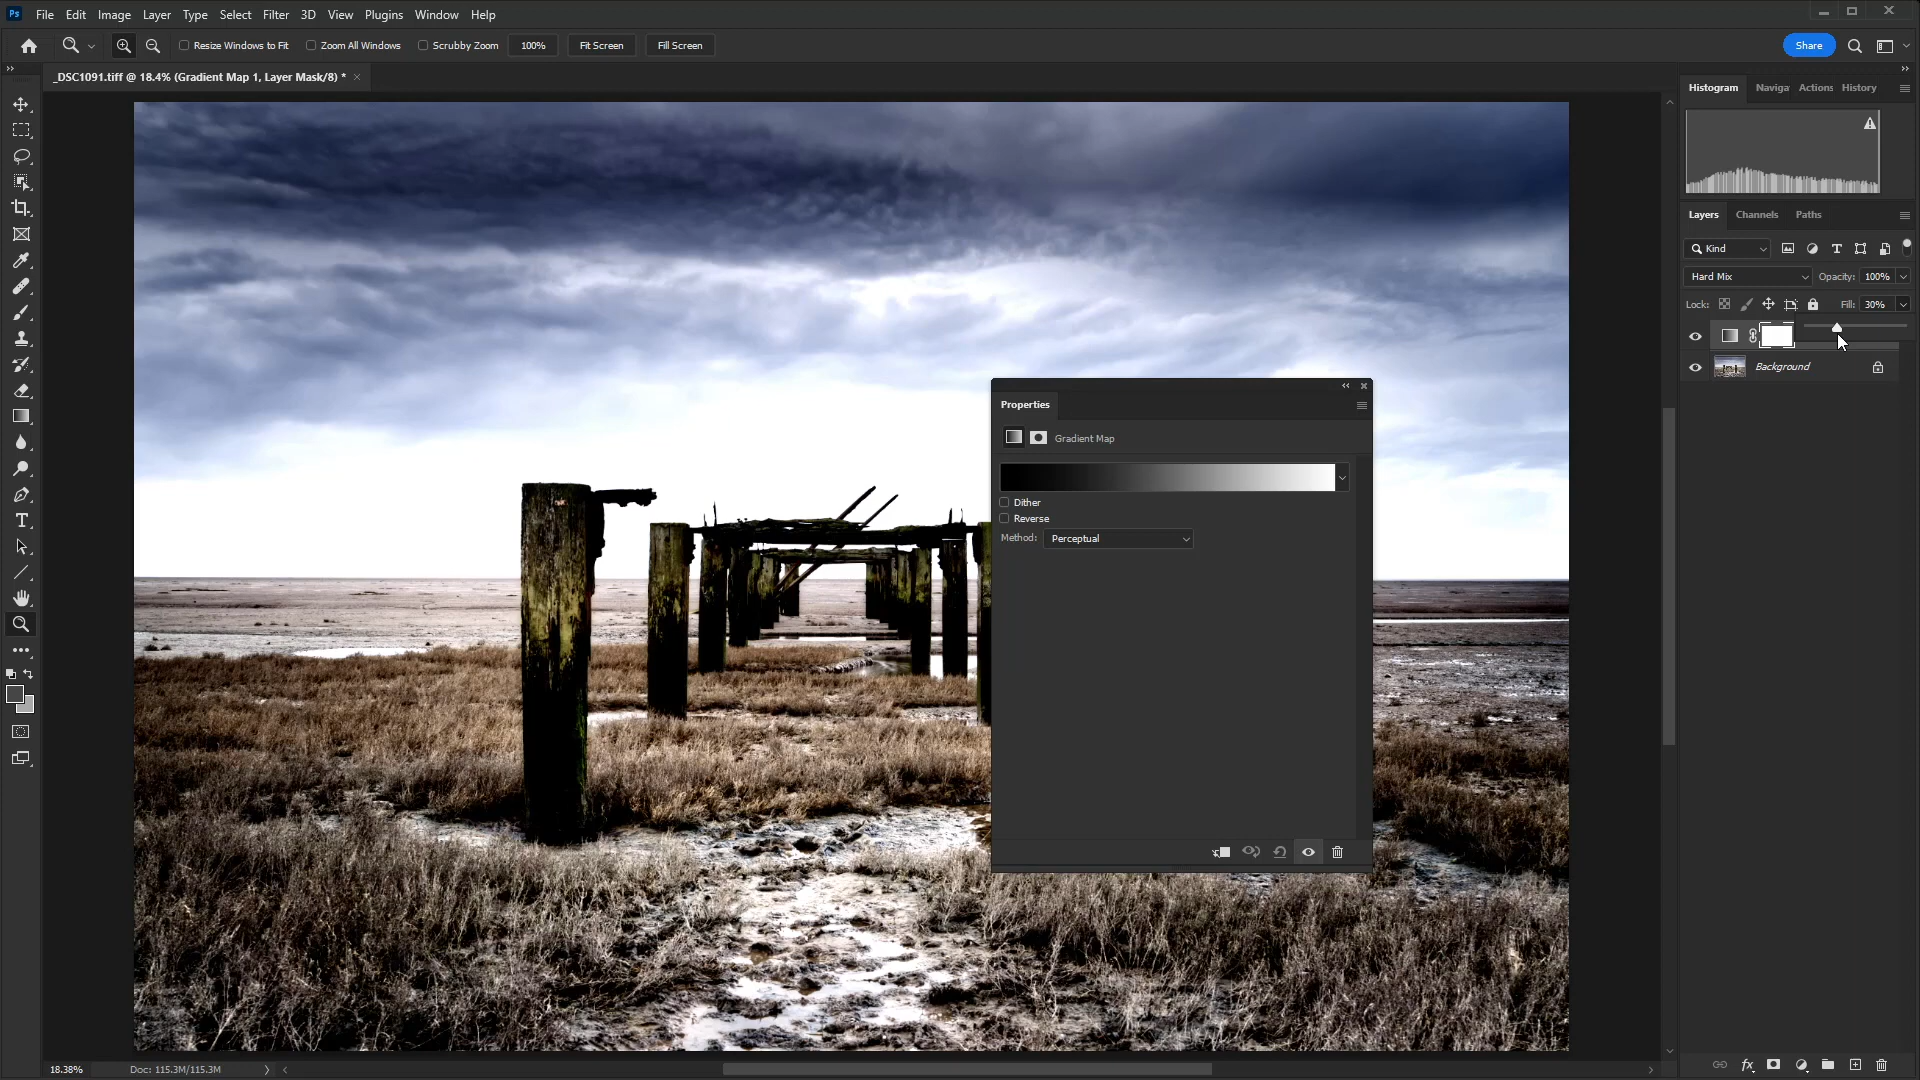 Ps File Edit Image Layer Type Select Filter 3D View Plugins Window Help
Resize Windows to Fit Zoom All Windows Scrubby Zoom 100% Fit Screen Fill Screen Share
_DSC1091.tiff @ 18.4% (Gradient Map 1, Layer Mask/8) *
Histogram Naviga Actions History
Layers Channels Paths
Kind
Hard Mix Opacity: 100%
Lock: Fill: 30%
Background
Properties
Gradient Map
Dither
Reverse
Method: Perceptual
18.38% Doc: 115.3M/115.3M